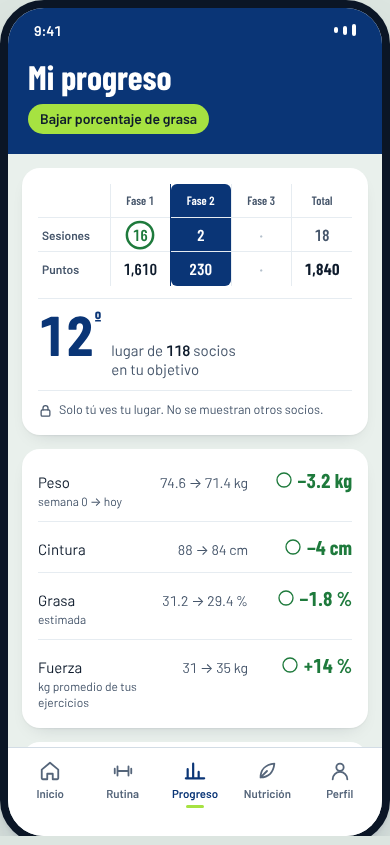 9:41
Mi progreso
Bajar porcentaje de grasa
Fase 1 Fase 2 Fase 3 Total
Sesiones 16 2 · 18
Puntos 1,610 230 · 1,840
12º lugar de 118 socios
en tu objetivo
Solo tú ves tu lugar. No se muestran otros socios.
Peso 74.6 → 71.4 kg −3.2 kg
semana 0 → hoy
Cintura 88 → 84 cm −4 cm
Grasa 31.2 → 29.4 % −1.8 %
estimada
Fuerza 31 → 35 kg +14 %
kg promedio de tus
ejercicios
Inicio Rutina Progreso Nutrición Perfil